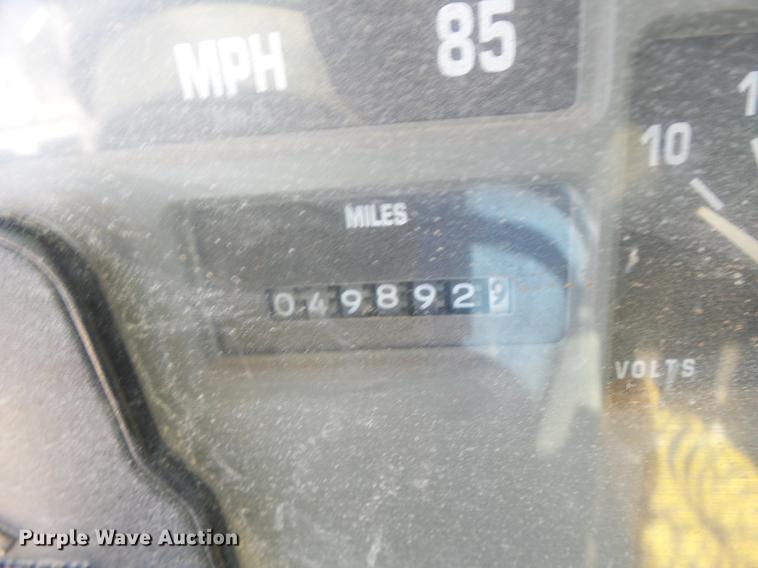 MPH
85
10
MILES
0498929
VOLTS
Purple Wave Auction